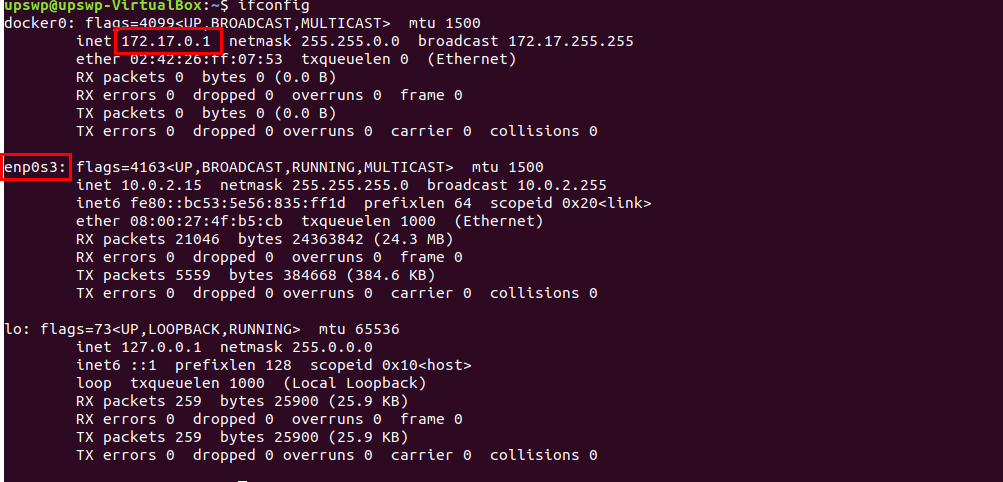 upswp@upswp-VirtualBox:~$ ifconfig
docker0: flags=4099<UP,BROADCAST,MULTICAST>  mtu 1500
        inet 172.17.0.1  netmask 255.255.0.0  broadcast 172.17.255.255
        ether 02:42:26:ff:07:53  txqueuelen 0  (Ethernet)
        RX packets 0  bytes 0 (0.0 B)
        RX errors 0  dropped 0  overruns 0  frame 0
        TX packets 0  bytes 0 (0.0 B)
        TX errors 0  dropped 0 overruns 0  carrier 0  collisions 0

enp0s3: flags=4163<UP,BROADCAST,RUNNING,MULTICAST>  mtu 1500
        inet 10.0.2.15  netmask 255.255.255.0  broadcast 10.0.2.255
        inet6 fe80::bc53:5e56:835:ff1d  prefixlen 64  scopeid 0x20<link>
        ether 08:00:27:4f:b5:cb  txqueuelen 1000  (Ethernet)
        RX packets 21046  bytes 24363842 (24.3 MB)
        RX errors 0  dropped 0  overruns 0  frame 0
        TX packets 5559  bytes 384668 (384.6 KB)
        TX errors 0  dropped 0 overruns 0  carrier 0  collisions 0

lo: flags=73<UP,LOOPBACK,RUNNING>  mtu 65536
        inet 127.0.0.1  netmask 255.0.0.0
        inet6 ::1  prefixlen 128  scopeid 0x10<host>
        loop  txqueuelen 1000  (Local Loopback)
        RX packets 259  bytes 25900 (25.9 KB)
        RX errors 0  dropped 0  overruns 0  frame 0
        TX packets 259  bytes 25900 (25.9 KB)
        TX errors 0  dropped 0 overruns 0  carrier 0  collisions 0